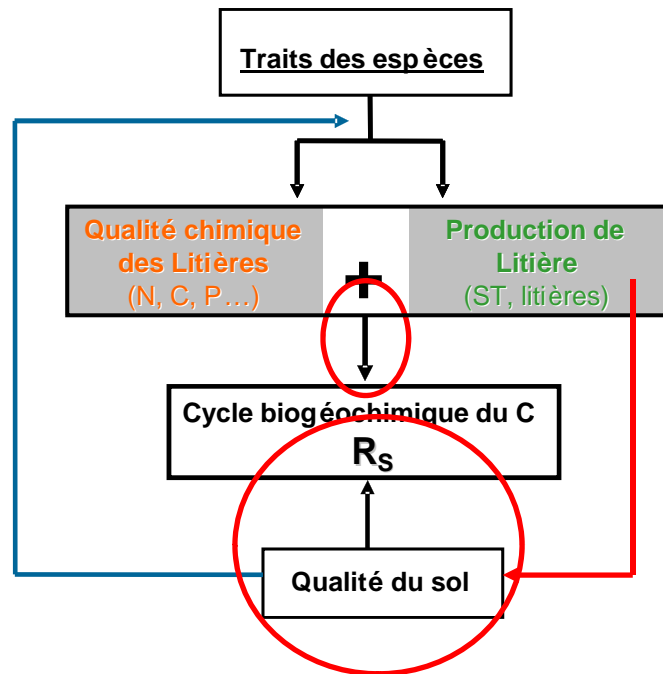 Traits des espèces
Qualité chimique
des Litières
(N, C, P…)
+
Production de
Litière
(ST, litières)
Cycle biogéochimique du C
RS
Qualité du sol